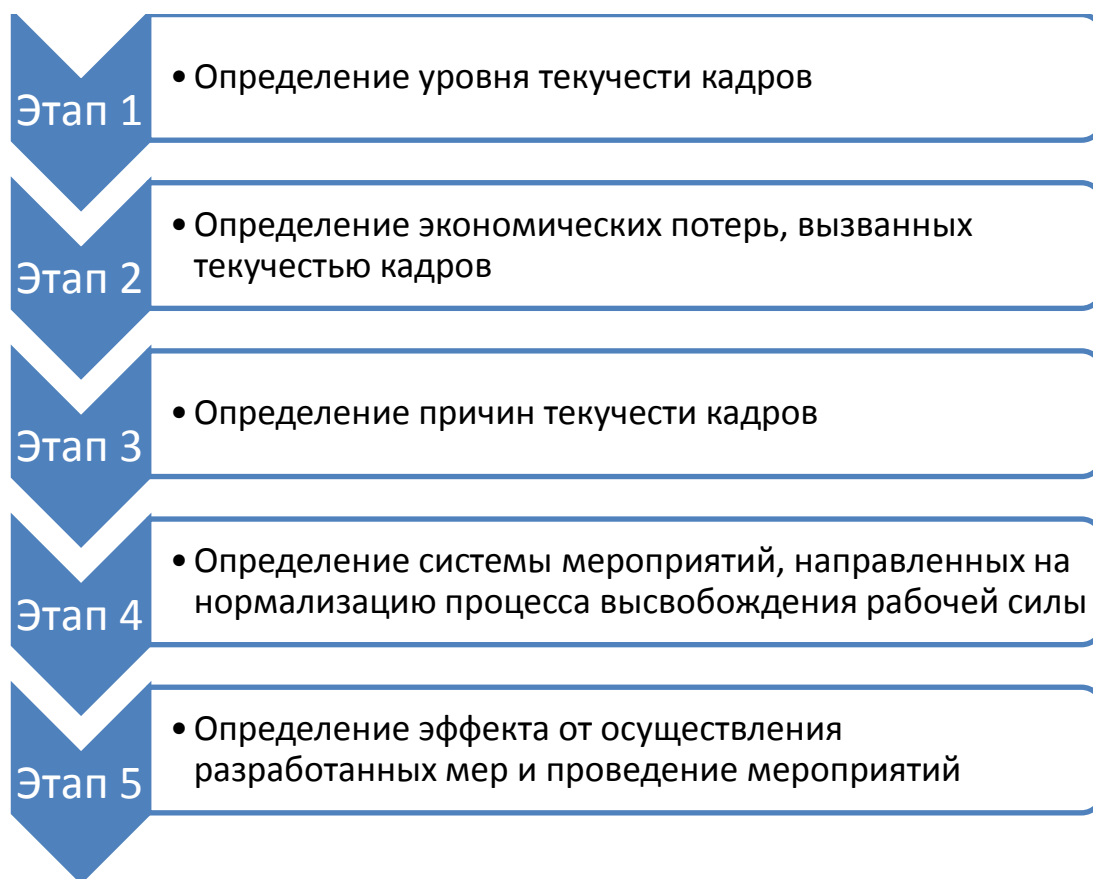 Этап 1
• Определение уровня текучести кадров
Этап 2
• Определение экономических потерь, вызванных
текучестью кадров
Этап 3
• Определение причин текучести кадров
Этап 4
• Определение системы мероприятий, направленных на
нормализацию процесса высвобождения рабочей силы
Этап 5
• Определение эффекта от осуществления
разработанных мер и проведение мероприятий